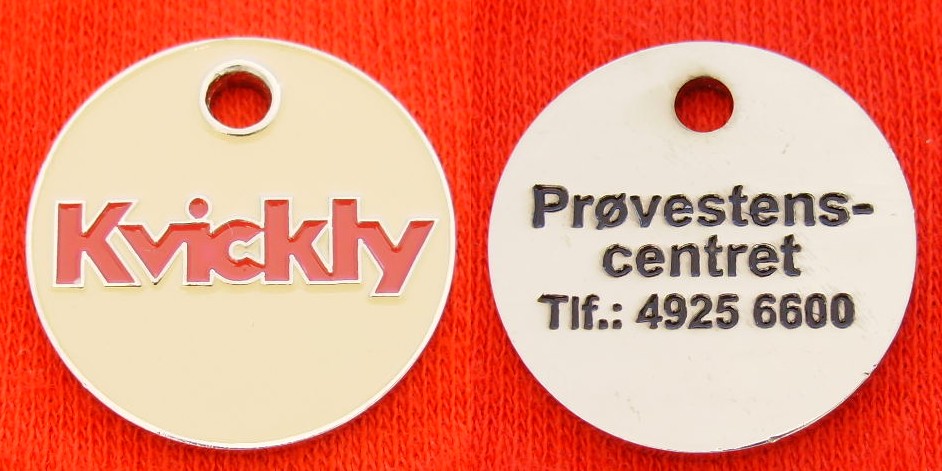 Kvickly
Prøvestens-
centret
Tlf.: 4925 6600